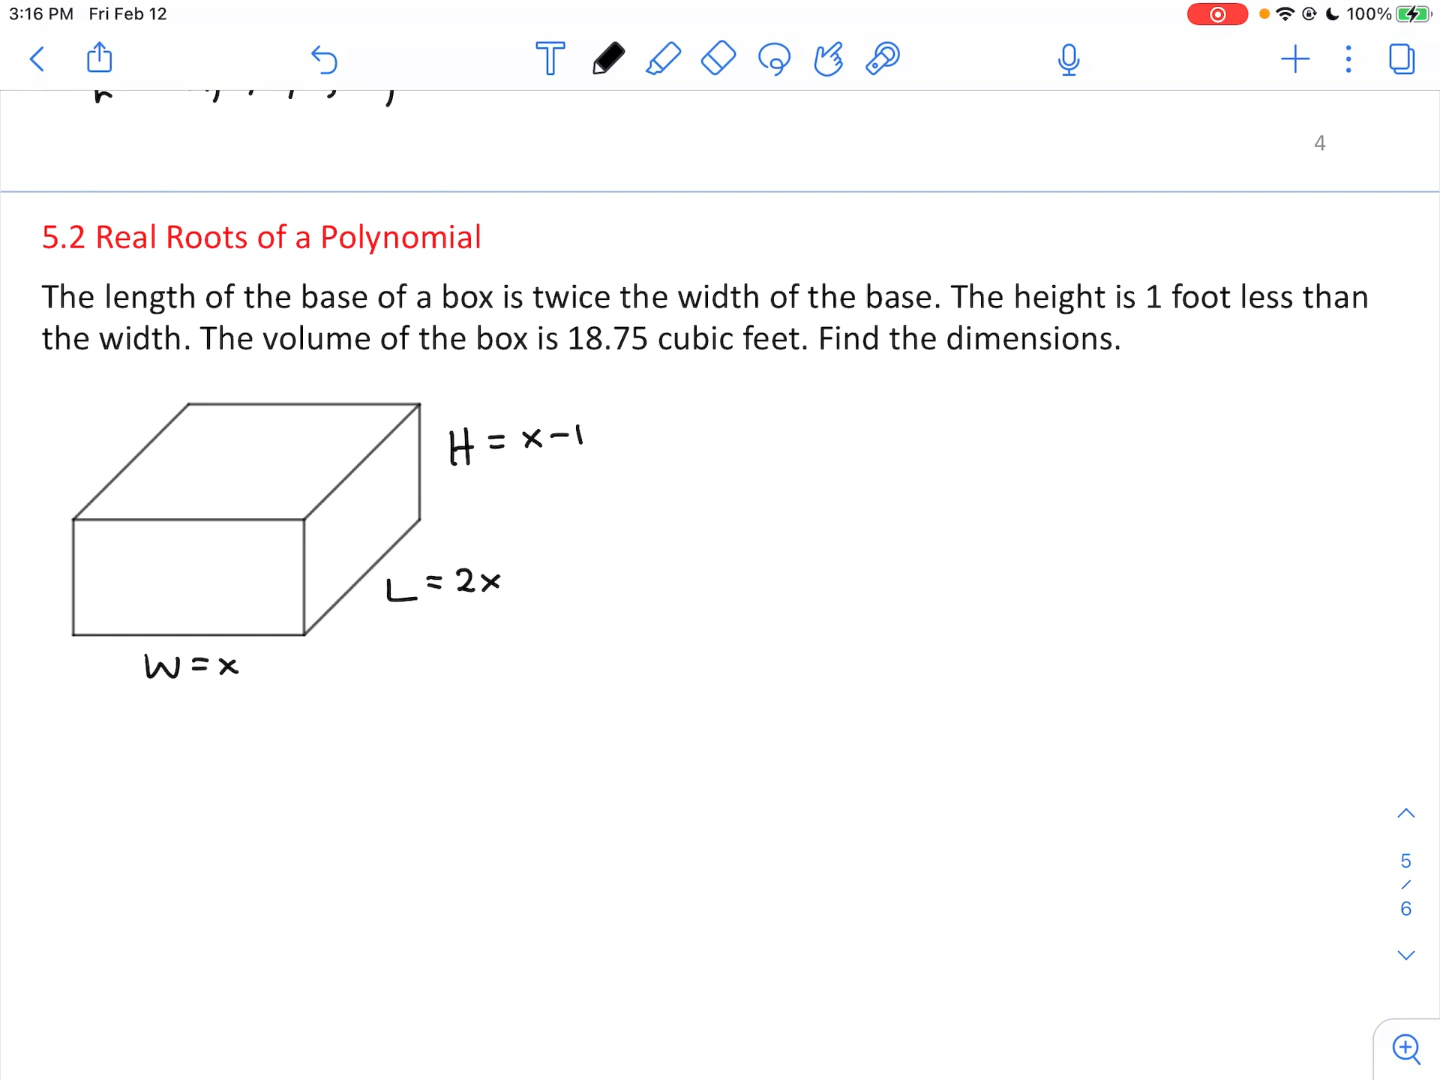 3:16 PM Fri Feb 12 100%
T
4
5.2 Real Roots of a Polynomial
The length of the base of a box is twice the width of the base. The height is 1 foot less than
the width. The volume of the box is 18.75 cubic feet. Find the dimensions.
H = x - 1
L = 2x
W = x
5
/
6